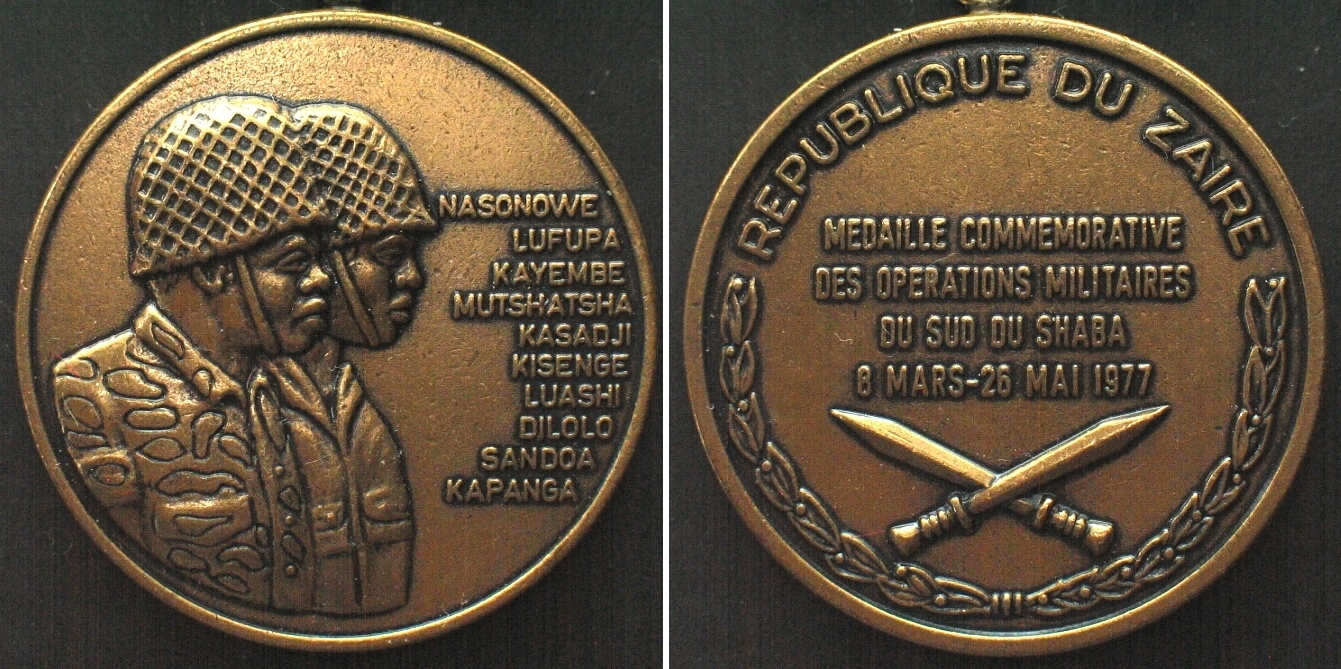 NASONOWE
LUFUPA
KAYEMBE
MUTSHATSHA
KASADJI
KISENGE
LUASHI
DILOLO
SANDOA
KAPANGA
REPUBLIQUE DU ZAIRE
MEDAILLE COMMEMORATIVE
DES OPERATIONS MILITAIRES
DU SUD DU SHABA
8 MARS-26 MAI 1977